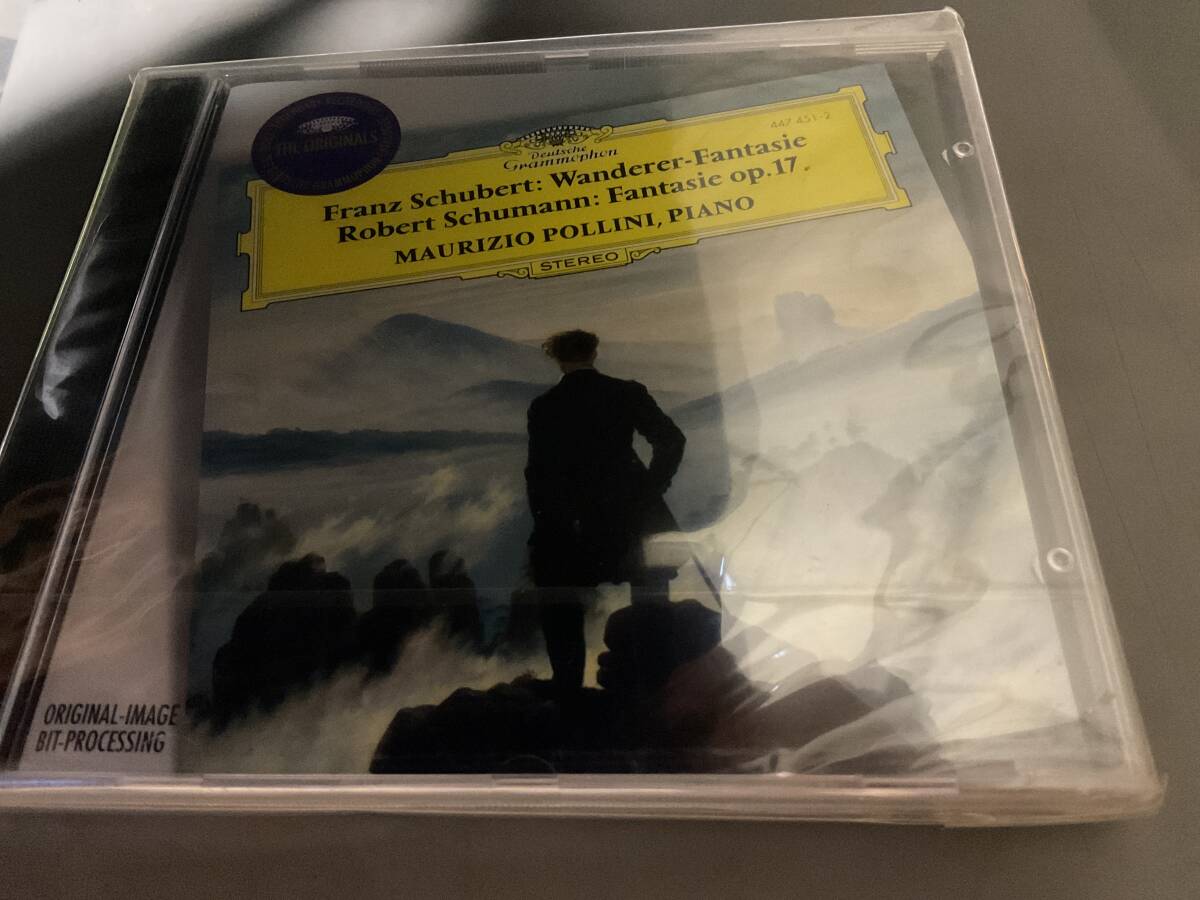 THE ORIGINALS
447 451-2
Deutsche
Grammophon
Franz Schubert: Wanderer-Fantasie
Robert Schumann: Fantasie op.17
MAURIZIO POLLINI, PIANO
STEREO
ORIGINAL-IMAGE
BIT-PROCESSING